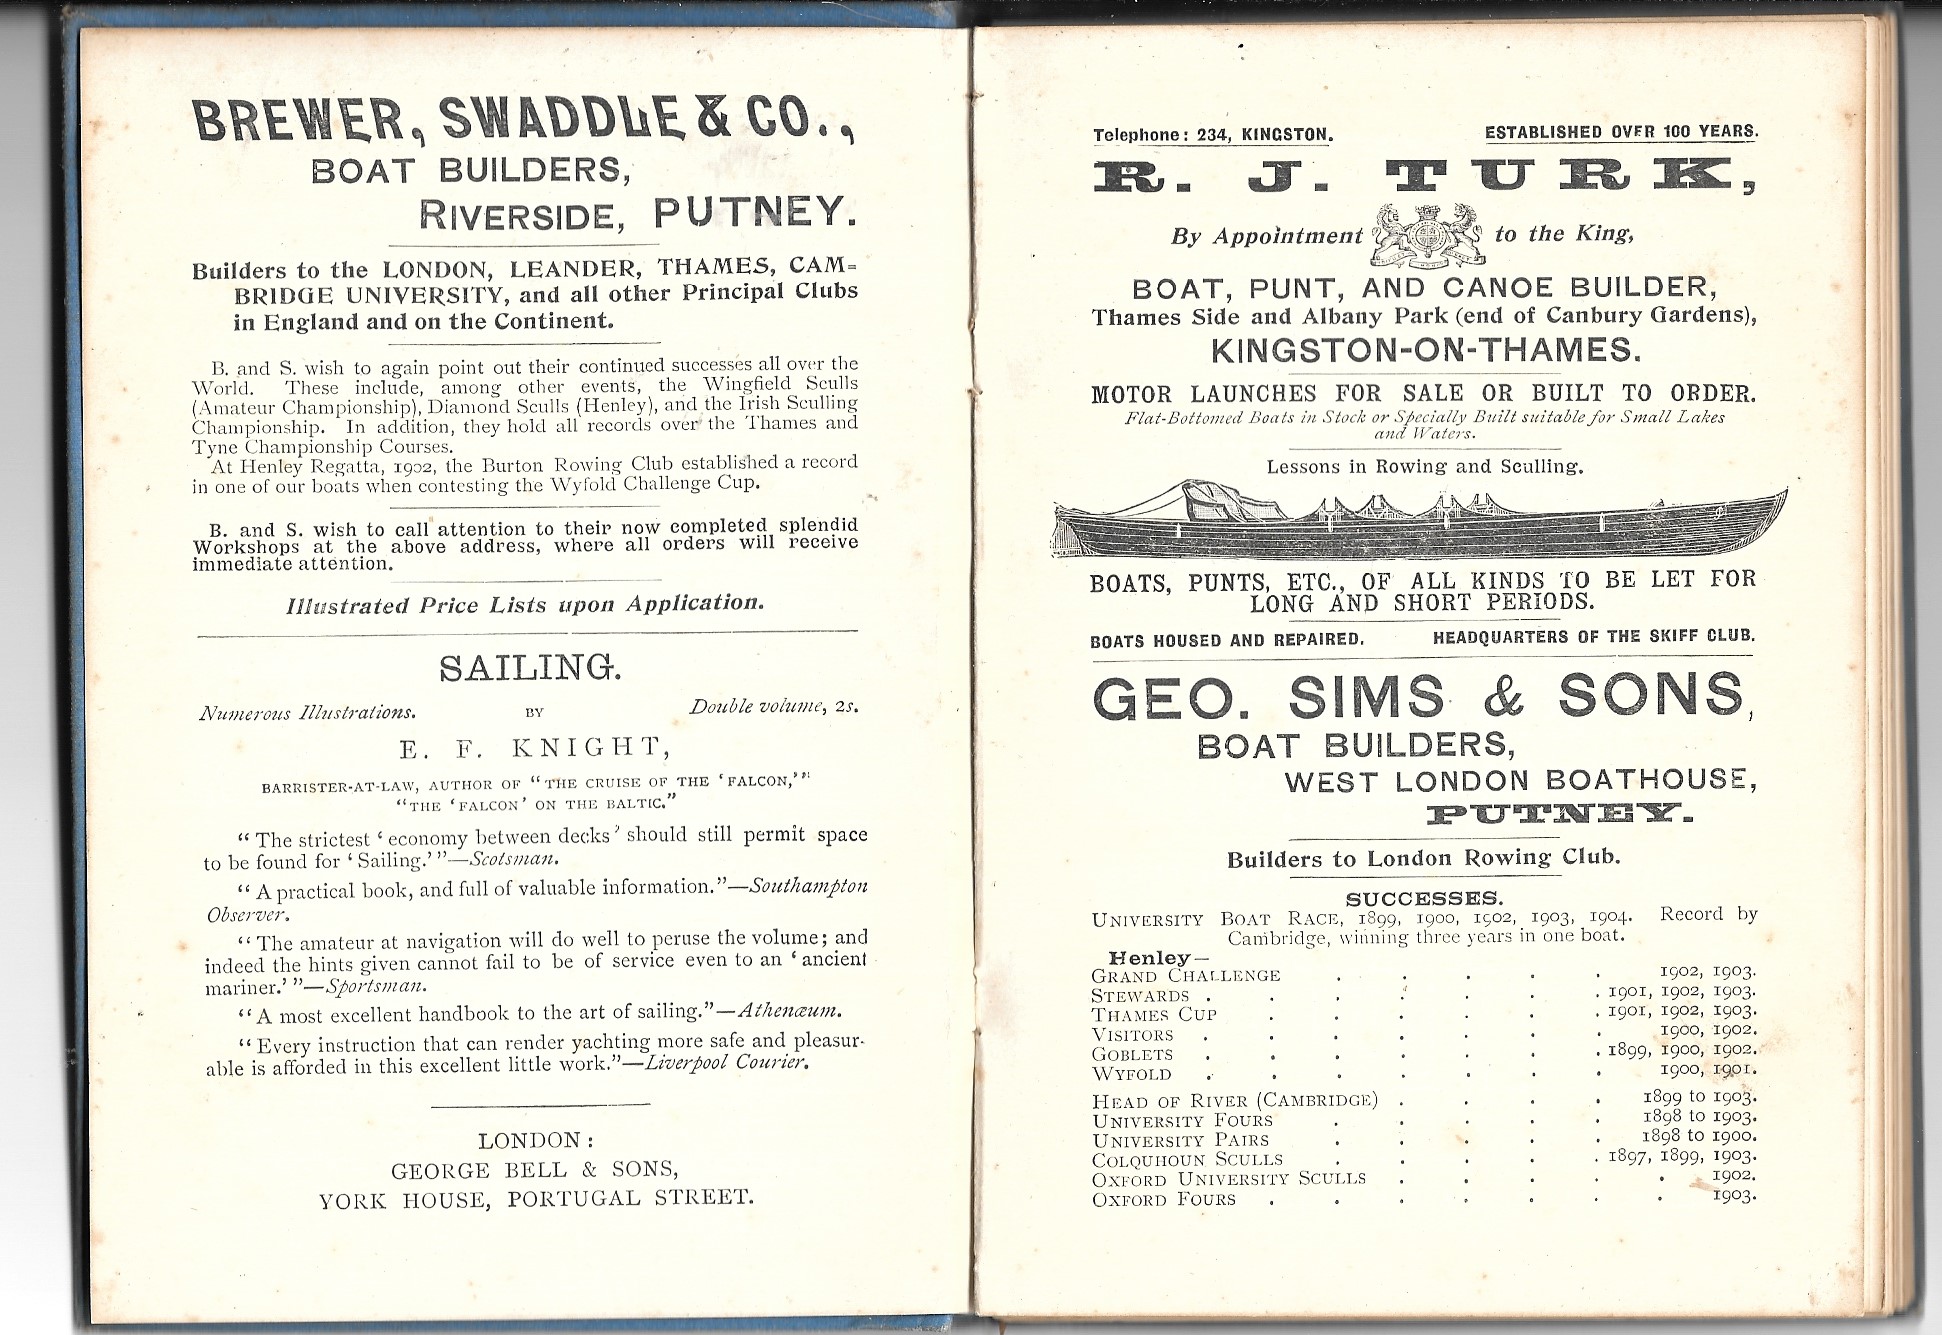 BREWER, SWADDLE & CO.,
BOAT BUILDERS,
RIVERSIDE, PUTNEY.
Builders to the LONDON, LEANDER, THAMES, CAM=
BRIDGE UNIVERSITY, and all other Principal Clubs
in England and on the Continent.
B. and S. wish to again point out their continued successes all over the
World. These include, among other events, the Wingfield Sculls
(Amateur Championship), Diamond Sculls (Henley), and the Irish Sculling
Championship. In addition, they hold all records over the Thames and
Tyne Championship Courses.
At Henley Regatta, 1902, the Burton Rowing Club established a record
in one of our boats when contesting the Wyfold Challenge Cup.
B. and S. wish to call attention to their now completed splendid
Workshops at the above address, where all orders will receive
immediate attention.
Illustrated Price Lists upon Application.
SAILING.
Numerous Illustrations. BY Double volume, 2s.
E. F. KNIGHT,
BARRISTER-AT-LAW, AUTHOR OF "THE CRUISE OF THE 'FALCON,'"
"THE 'FALCON' ON THE BALTIC."
"The strictest 'economy between decks' should still permit space
to be found for 'Sailing.'"—Scotsman.
"A practical book, and full of valuable information."—Southampton
Observer.
"The amateur at navigation will do well to peruse the volume; and
indeed the hints given cannot fail to be of service even to an 'ancient
mariner.'"—Sportsman.
"A most excellent handbook to the art of sailing."—Athenæum.
"Every instruction that can render yachting more safe and pleasur-
able is afforded in this excellent little work."—Liverpool Courier.
LONDON:
GEORGE BELL & SONS,
YORK HOUSE, PORTUGAL STREET.
Telephone: 234, KINGSTON. ESTABLISHED OVER 100 YEARS.
R. J. TURK,
By Appointment to the King,
BOAT, PUNT, AND CANOE BUILDER,
Thames Side and Albany Park (end of Canbury Gardens),
KINGSTON-ON-THAMES.
MOTOR LAUNCHES FOR SALE OR BUILT TO ORDER.
Flat-Bottomed Boats in Stock or Specially Built suitable for Small Lakes
and Waters.
Lessons in Rowing and Sculling.
BOATS, PUNTS, ETC., OF ALL KINDS TO BE LET FOR
LONG AND SHORT PERIODS.
BOATS HOUSED AND REPAIRED. HEADQUARTERS OF THE SKIFF CLUB.
GEO. SIMS & SONS,
BOAT BUILDERS,
WEST LONDON BOATHOUSE,
PUTNEY.
Builders to London Rowing Club.
SUCCESSES.
UNIVERSITY BOAT RACE, 1899, 1900, 1902, 1903, 1904. Record by
Cambridge, winning three years in one boat.
Henley—
GRAND CHALLENGE . . . . . 1902, 1903.
STEWARDS . . . . . . . 1901, 1902, 1903.
THAMES CUP . . . . . . 1901, 1902, 1903.
VISITORS . . . . . . . 1900, 1902.
GOBLETS . . . . . . . 1899, 1900, 1902.
WYFOLD . . . . . . . 1900, 1901.
HEAD OF RIVER (CAMBRIDGE) . . . . 1899 to 1903.
UNIVERSITY FOURS . . . . . 1898 to 1903.
UNIVERSITY PAIRS . . . . . 1898 to 1900.
COLQUHOUN SCULLS . . . . . 1897, 1899, 1903.
OXFORD UNIVERSITY SCULLS . . . . . 1902.
OXFORD FOURS . . . . . . . 1903.